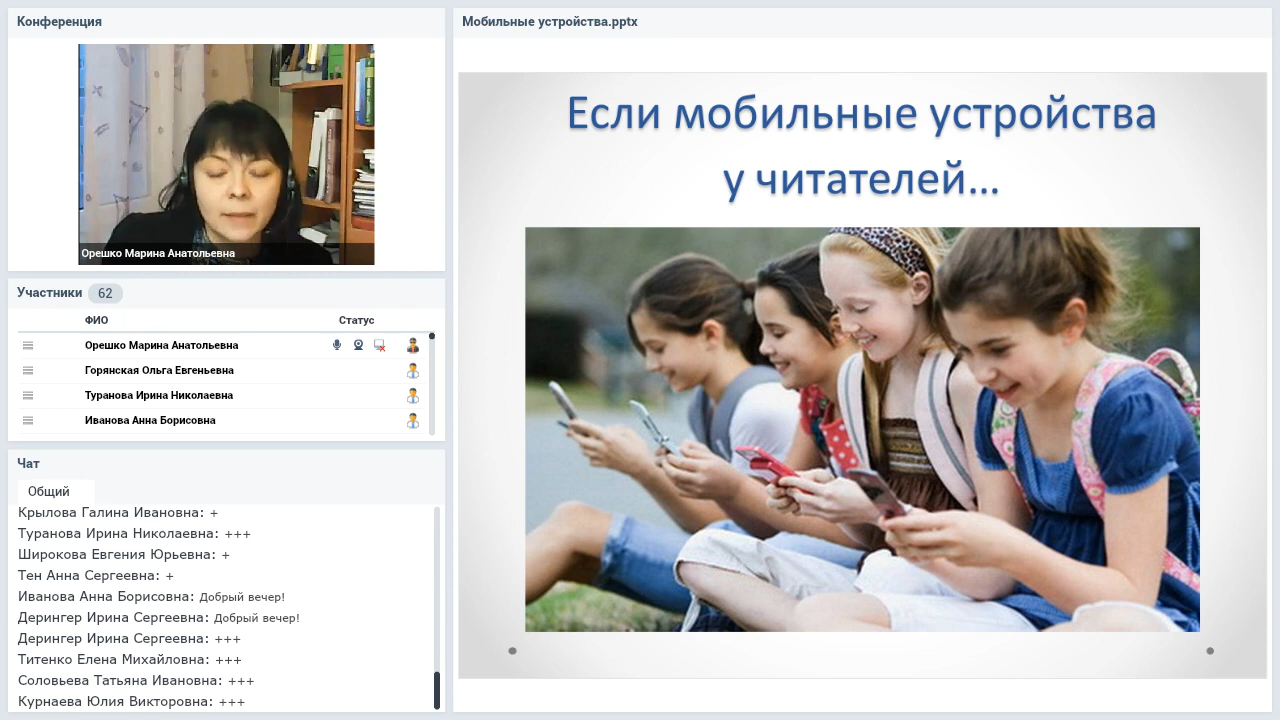 Конференция
Орешко Марина Анатольевна
Участники 62
ФИО Статус
Орешко Марина Анатольевна
Горянская Ольга Евгеньевна
Туранова Ирина Николаевна
Иванова Анна Борисовна
Чат
Общий
Крылова Галина Ивановна: +
Туранова Ирина Николаевна: +++
Широкова Евгения Юрьевна: +
Тен Анна Сергеевна: +
Иванова Анна Борисовна: Добрый вечер!
Дерингер Ирина Сергеевна: Добрый вечер!
Дерингер Ирина Сергеевна: +++
Титенко Елена Михайловна: +++
Соловьева Татьяна Ивановна: +++
Курнаева Юлия Викторовна: +++
Мобильные устройства.pptx
Если мобильные устройства
у читателей...